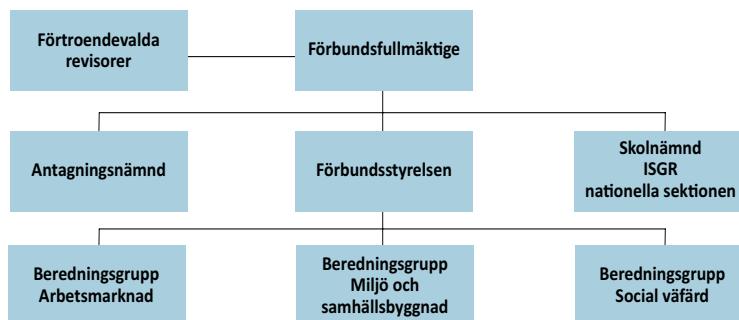 Förtroendevalda
revisorer
Förbundsfullmäktige
Antagningsnämnd
Förbundsstyrelsen
Skolnämnd
ISGR
nationella sektionen
Beredningsgrupp
Arbetsmarknad
Beredningsgrupp
Miljö och
samhällsbyggnad
Beredningsgrupp
Social väfärd